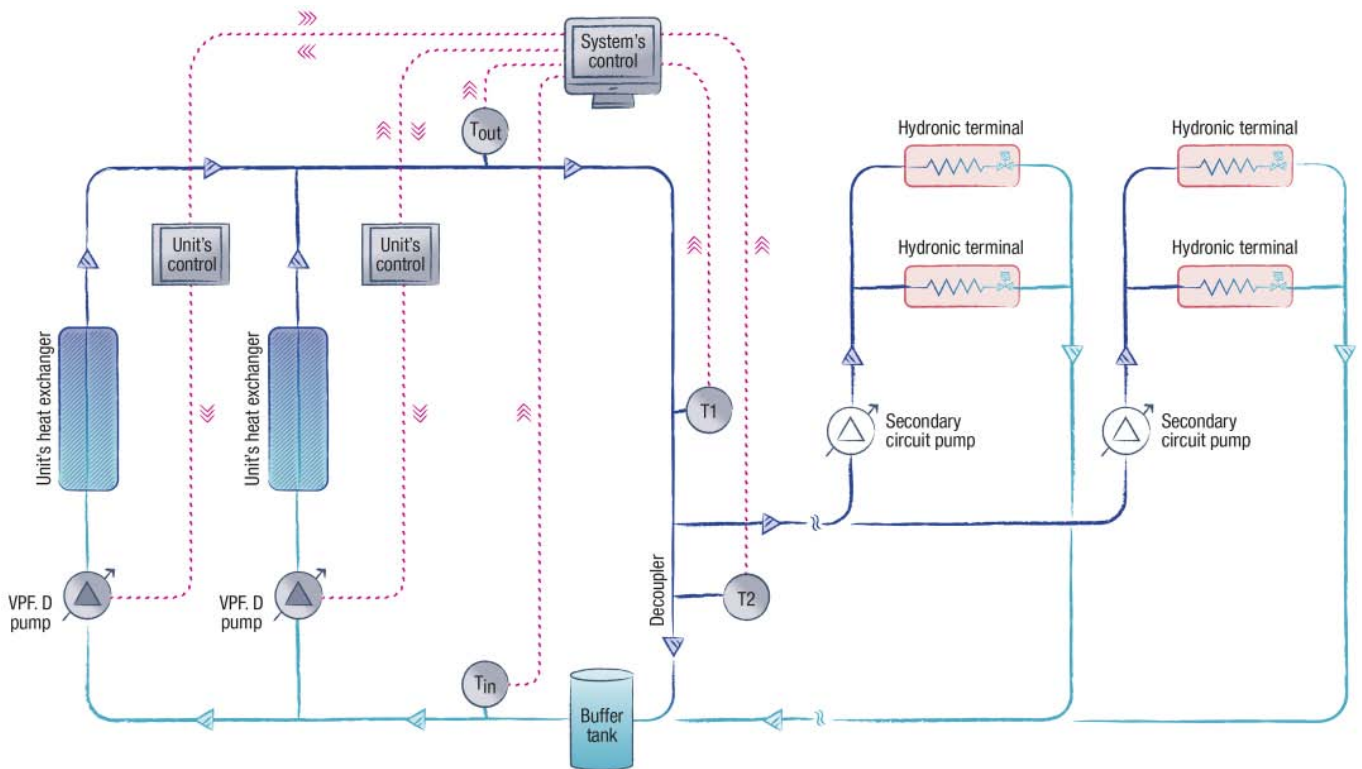 System's
control
Tout
Hydronic terminal
Hydronic terminal
Unit's
control
Unit's
control
Hydronic terminal
Hydronic terminal
Unit's heat exchanger
Unit's heat exchanger
T1
Secondary
circuit pump
Secondary
circuit pump
Decoupler
VPF. D
pump
VPF. D
pump
T2
Tin
Buffer
tank